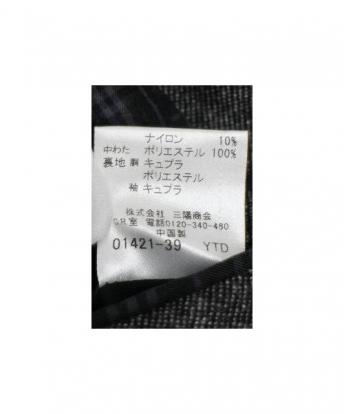 ナイロン 10%
中わた ポリエステル 100%
裏地 胴 キュプラ
ポリエステル
袖 キュプラ
株式会社 三陽商会
C.R室 電話0120-340-460
中国製
01421-39 YTD